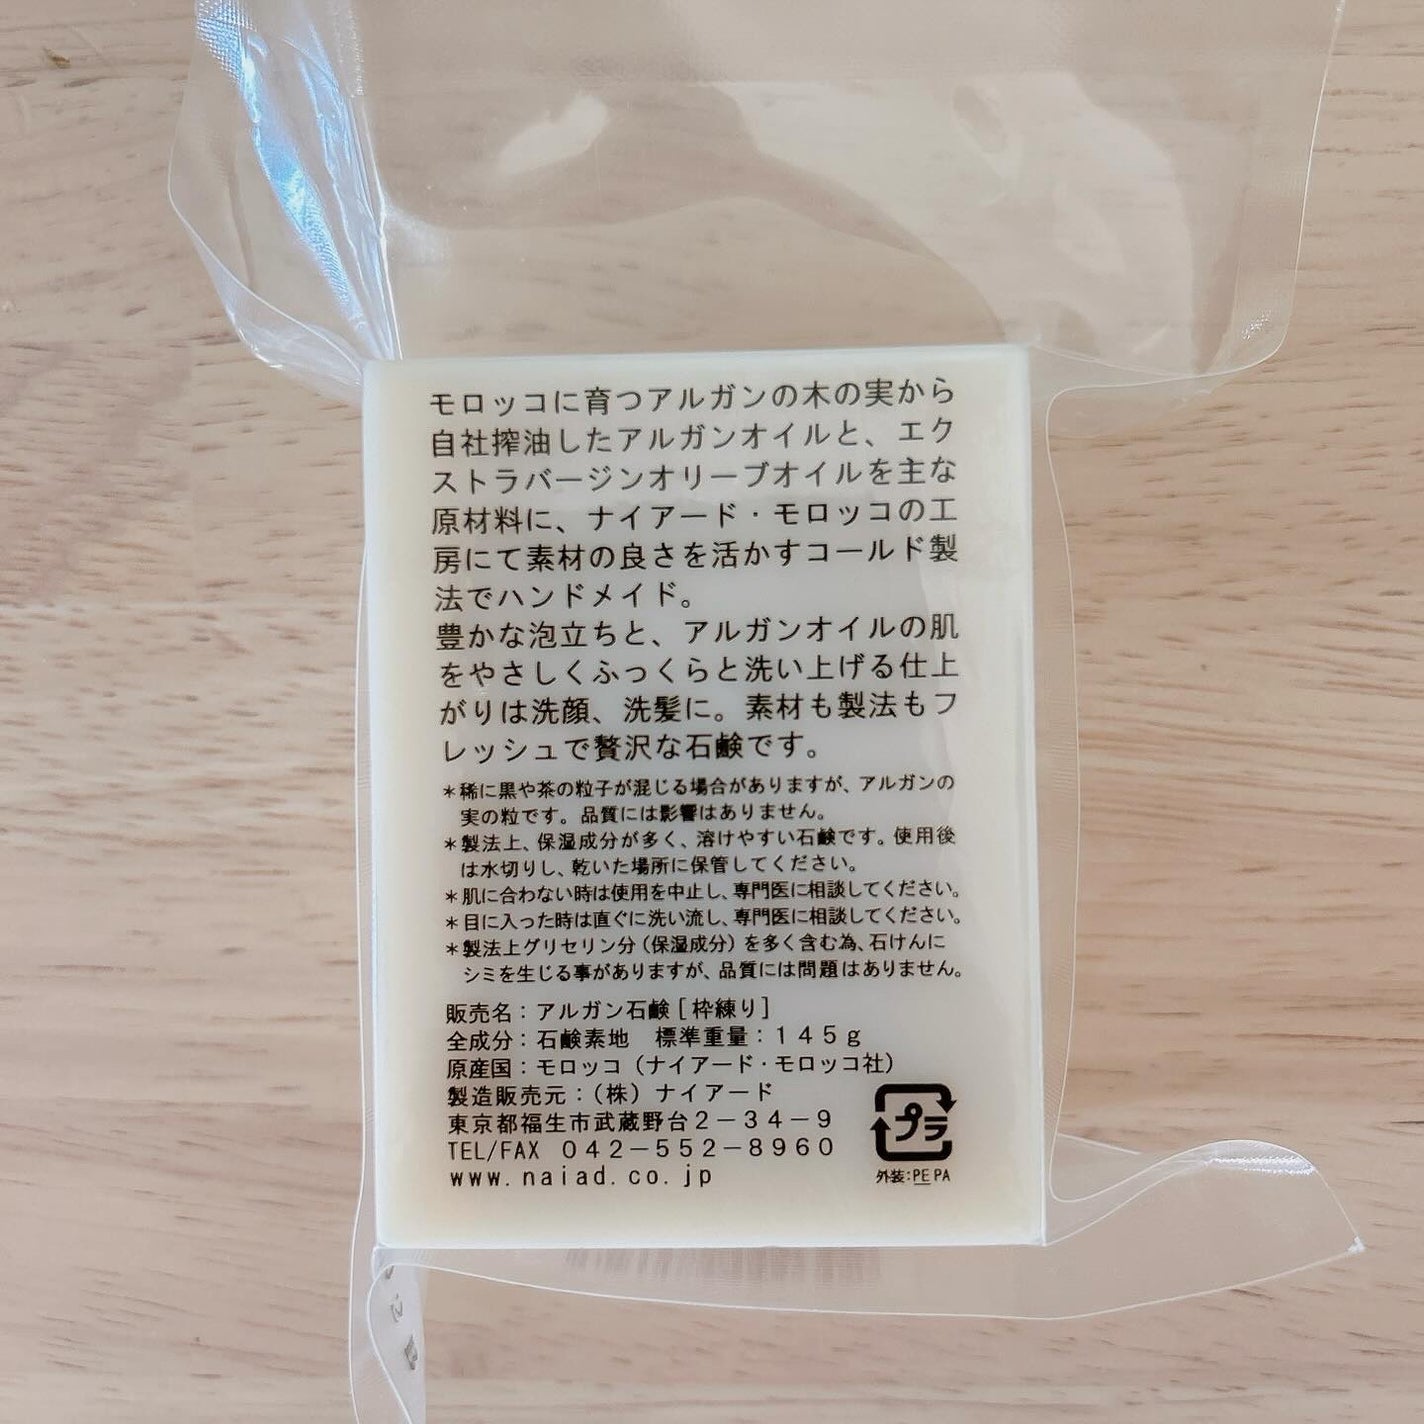 モロッコに育つアルガンの木の実から
自社搾油したアルガンオイルと、エク
ストラバージンオリーブオイルを主な
原材料に、ナイアード・モロッコの工
房にて素材の良さを活かすコールド製
法でハンドメイド。
豊かな泡立ちと、アルガンオイルの肌
をやさしくふっくらと洗い上げる仕上
がりは洗顔、洗髪に。素材も製法もフ
レッシュで贅沢な石鹸です。
＊稀に黒や茶の粒子が混じる場合がありますが、アルガンの
実の粒です。品質には影響はありません。
＊製法上、保湿成分が多く、溶けやすい石鹸です。使用後
は水切りし、乾いた場所に保管してください。
＊肌に合わない時は使用を中止し、専門医に相談してください。
＊目に入った時は直ぐに洗い流し、専門医に相談してください。
＊製法上グリセリン分（保湿成分）を多く含む為、石けんに
シミを生じる事がありますが、品質には問題はありません。
販売名：アルガン石鹸［枠練り］
全成分：石鹸素地　標準重量：１４５ｇ
原産国：モロッコ（ナイアード・モロッコ社）
製造販売元：（株）ナイアード
東京都福生市武蔵野台２－３４－９
TEL/FAX　０４２－５５２－８９６０
www.naiad.co.jp
プラ
外装:PE PA